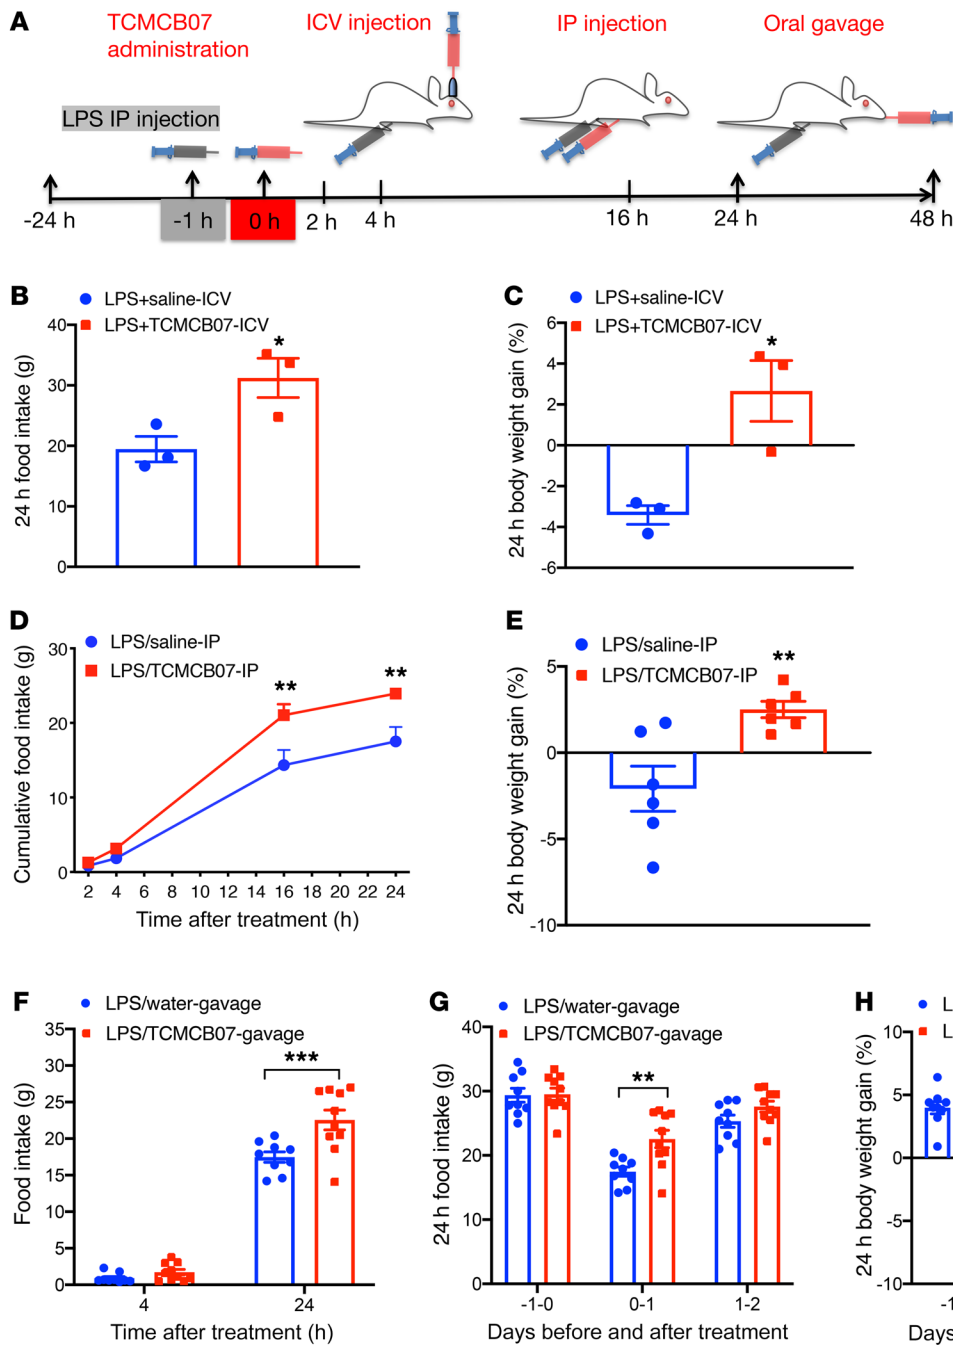 A
TCMCB07
administration
ICV injection
IP injection
Oral gavage
LPS IP injection
-24 h
-1 h
0 h
2 h
4 h
16 h
24 h
48 h
B
LPS+saline-ICV
LPS+TCMCB07-ICV
24 h food intake (g)
40
30
20
10
0
*
C
LPS+saline-ICV
LPS+TCMCB07-ICV
24 h body weight gain (%)
6
4
2
0
-2
-4
-6
*
D
LPS/saline-IP
LPS/TCMCB07-IP
Cumulative food intake (g)
30
20
10
0
**
**
2 4 6 8 10 12 14 16 18 20 22 24
Time after treatment (h)
E
LPS/saline-IP
LPS/TCMCB07-IP
24 h body weight gain (%)
5
0
-5
-10
**
F
LPS/water-gavage
LPS/TCMCB07-gavage
Food intake (g)
35
30
25
20
15
10
5
0
***
4
24
Time after treatment (h)
G
LPS/water-gavage
LPS/TCMCB07-gavage
24 h food intake (g)
40
30
20
10
0
**
-1-0
0-1
1-2
Days before and after treatment
H
L
L
24 h body weight gain (%)
10
5
0
-5
-10
-1
Days